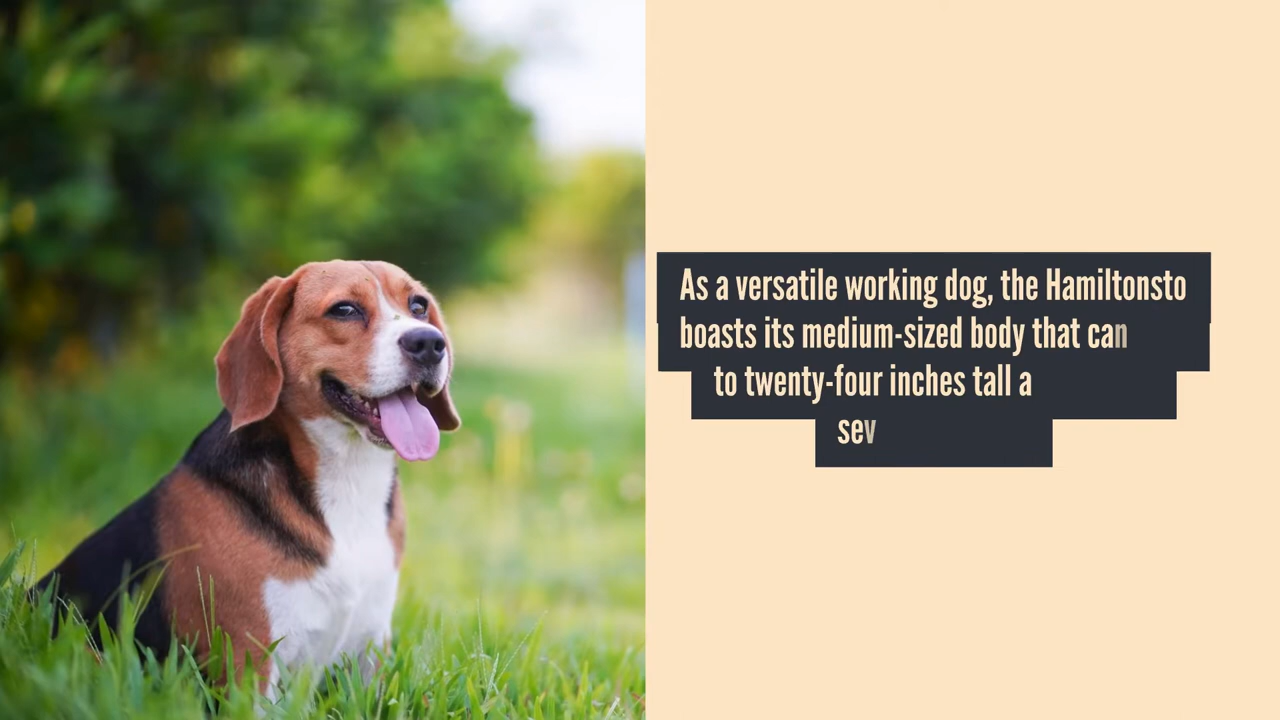 As a versatile working dog, the Hamiltonsto
boasts its medium-sized body that can
to twenty-four inches tall a
sev